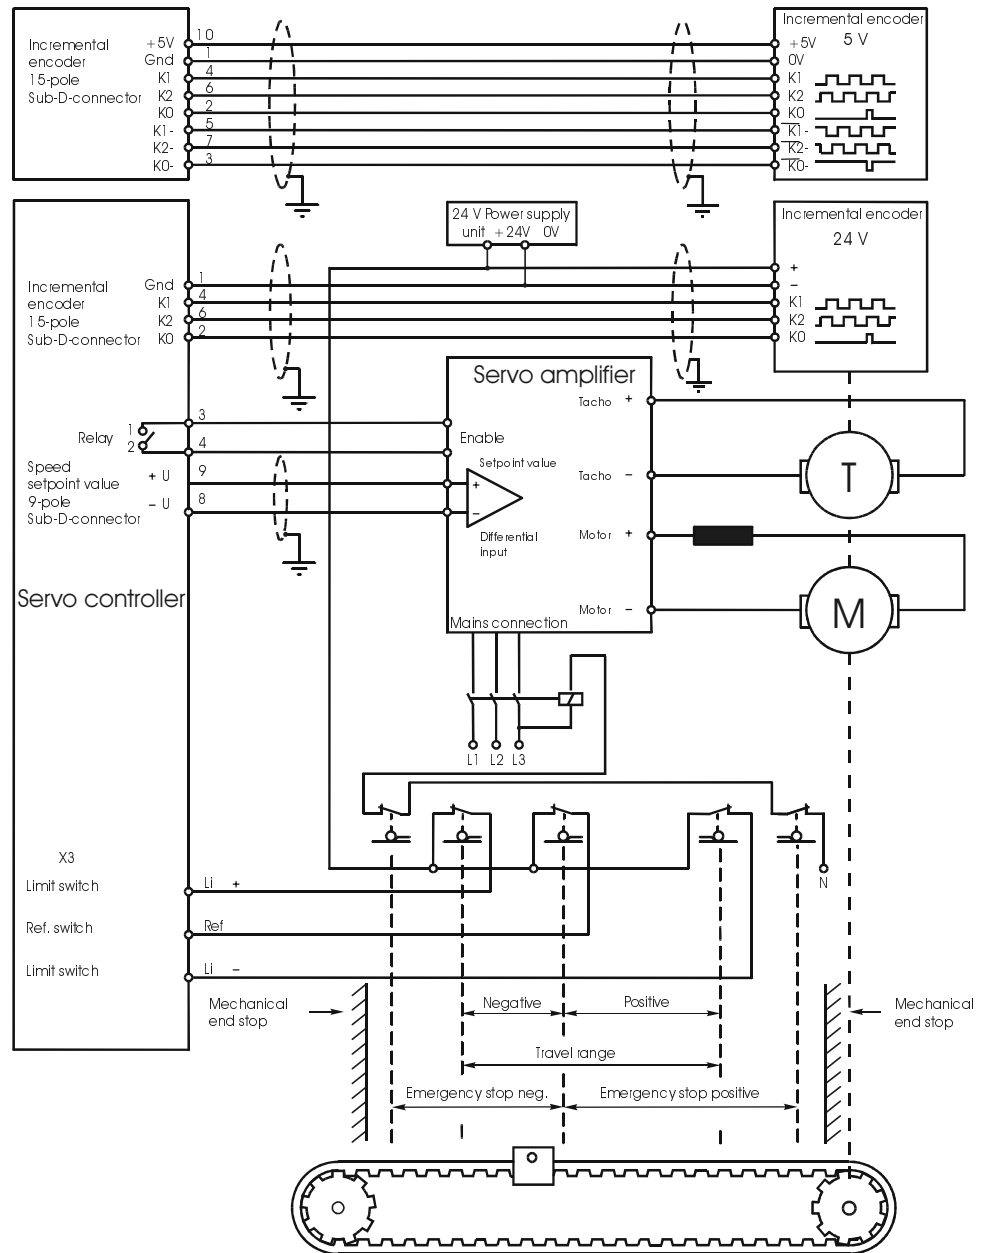 Incremental
encoder
15-pole
Sub-D-connector
+5V
Gnd
K1
K2
K0
K1-
K2-
K0-
10
1
4
6
2
5
7
3
Incremental encoder
5 V
+5V
0V
K1
K2
K0
K1-
K2-
K0-
24 V Power supply
unit +24V 0V
Incremental encoder
24 V
+
−
K1
K2
K0
Incremental
encoder
15-pole
Sub-D-connector
Gnd
K1
K2
K0
1
4
6
2
Servo amplifier
Tacho +
Enable
Setpoint value
+
−
Differential
input
Tacho −
Motor +
Motor −
Mains connection
T
M
Relay
1
2
3
4
Speed
setpoint value
9-pole
Sub-D-connector
+ U
− U
9
8
Servo controller
L1 L2 L3
N
X3
Limit switch
Li +
Ref. switch
Ref
Limit switch
Li −
Mechanical
end stop
Negative
Positive
Mechanical
end stop
Travel range
Emergency stop neg.
Emergency stop positive